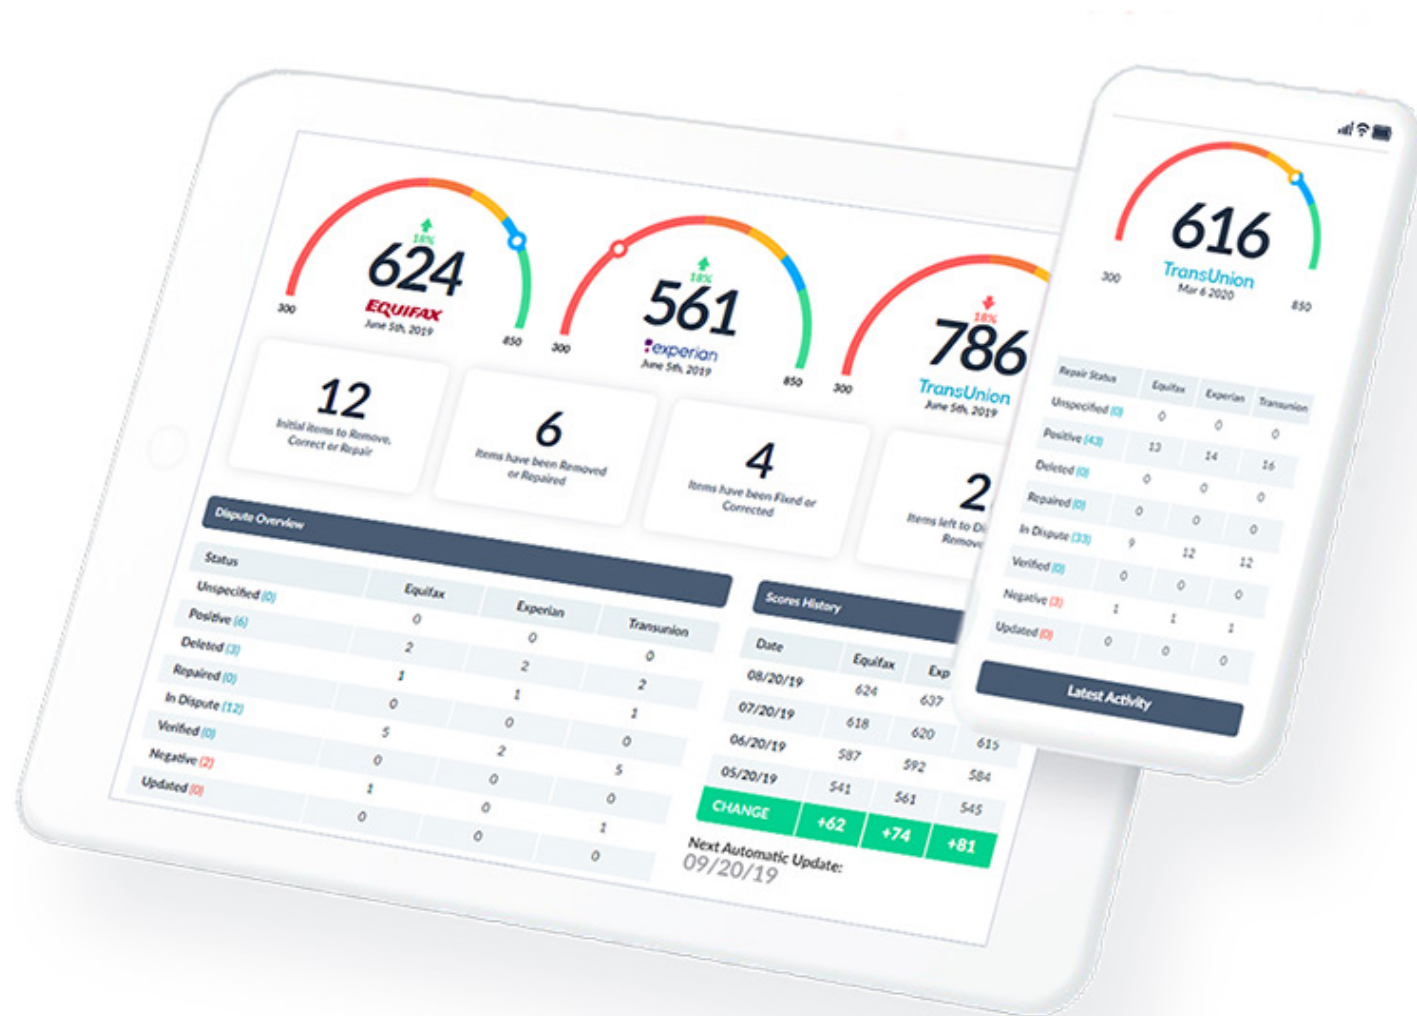 18%
624
EQUIFAX
June 5th, 2019
300
850
18%
561
experian
June 5th, 2019
300
850
18%
786
TransUnion
June 5th, 2019
300
12
Initial items to Remove,
Correct or Repair
6
Items have been Removed
or Repaired
4
Items have been Fixed or
Corrected
2
Items left to Di
Remove
Dispute Overview
Status Equifax Experian Transunion
Unspecified (0) 0 0 0
Positive (6) 2 2 2
Deleted (3) 1 1 1
Repaired (0) 0 0 0
In Dispute (12) 5 2 5
Verified (0) 0 0 0
Negative (2) 1 0 1
Updated (0) 0 0 0
Scores History
Date Equifax Exp
08/20/19 624 637
07/20/19 618 620 615
06/20/19 587 592 584
05/20/19 541 561 545
CHANGE +62 +74 +81
Next Automatic Update:
09/20/19
616
TransUnion
Mar 6 2020
300
850
Repair Status Equifax Experian Transunion
Unspecified (0) 0 0 0
Positive (43) 13 14 16
Deleted (0) 0 0 0
Repaired (0) 0 0 0
In Dispute (33) 9 12 12
Verified (0) 0 0 0
Negative (3) 1 1 1
Updated (0) 0 0 0
Latest Activity